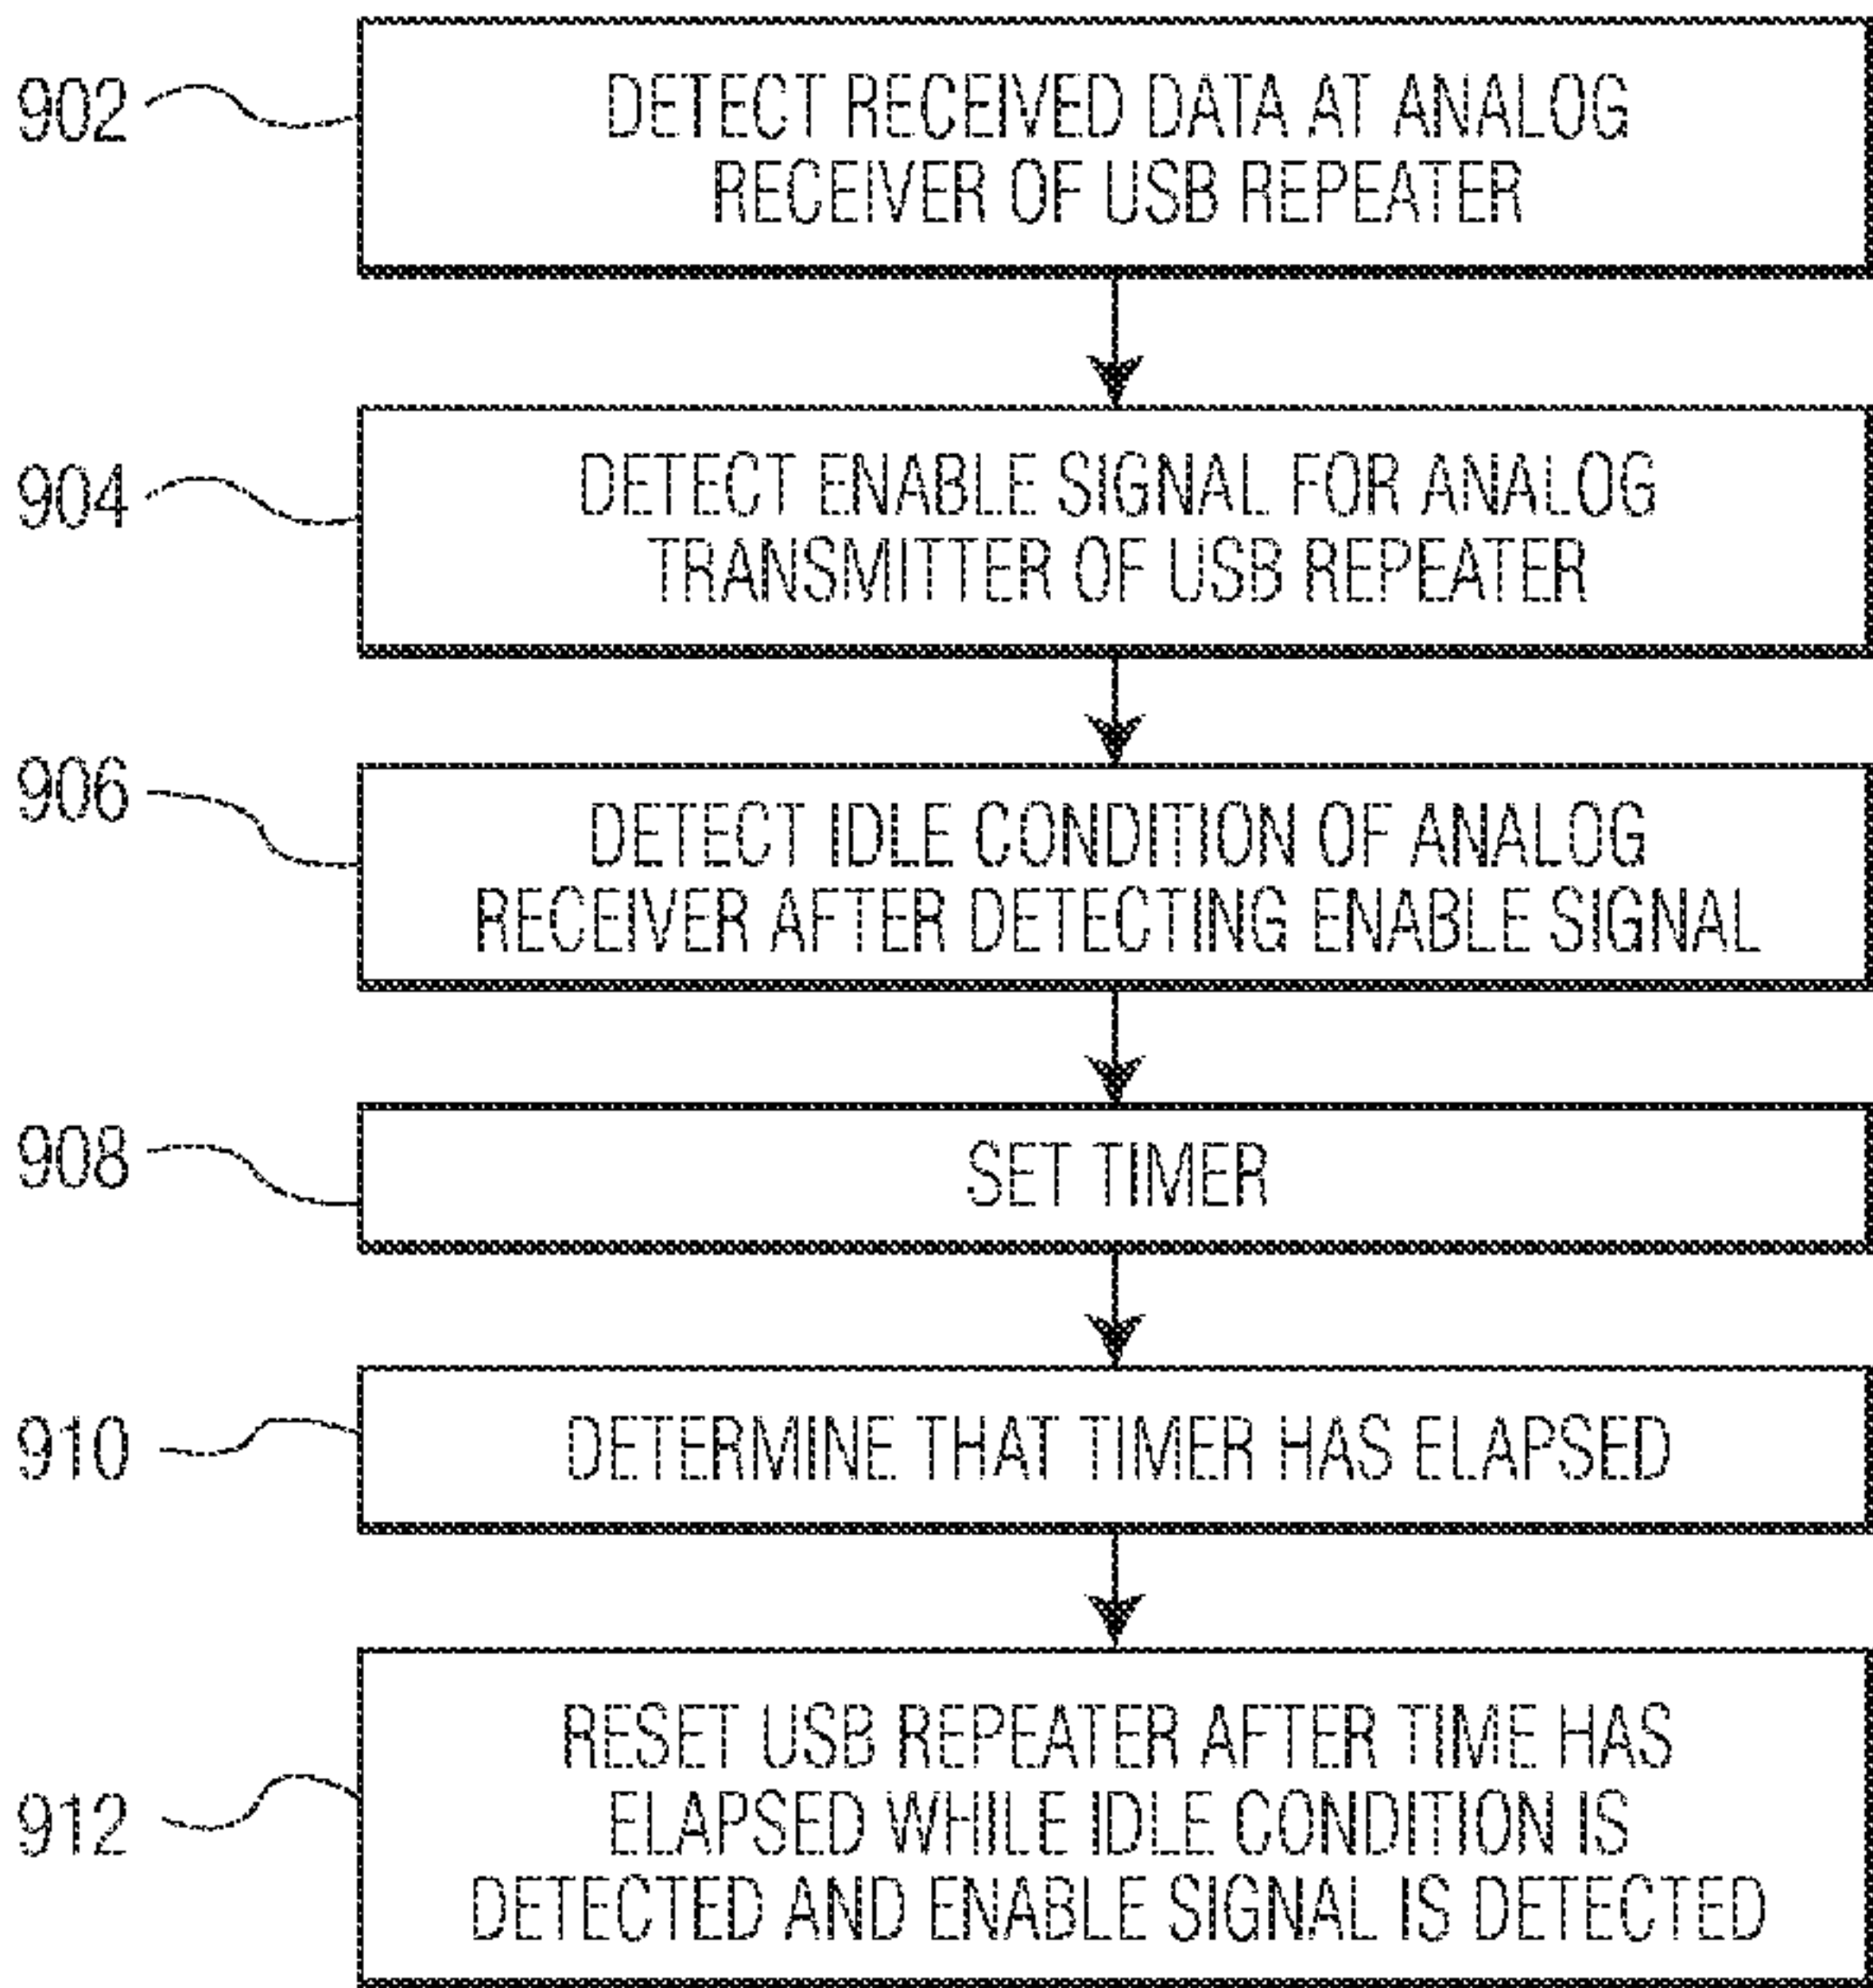 902
DETECT RECEIVED DATA AT ANALOG
RECEIVER OF USB REPEATER
904
DETECT ENABLE SIGNAL FOR ANALOG
TRANSMITTER OF USB REPEATER
906
DETECT IDLE CONDITION OF ANALOG
RECEIVER AFTER DETECTING ENABLE SIGNAL
908
SET TIMER
910
DETERMINE THAT TIMER HAS ELAPSED
912
RESET USB REPEATER AFTER TIME HAS
ELAPSED WHILE IDLE CONDITION IS
DETECTED AND ENABLE SIGNAL IS DETECTED